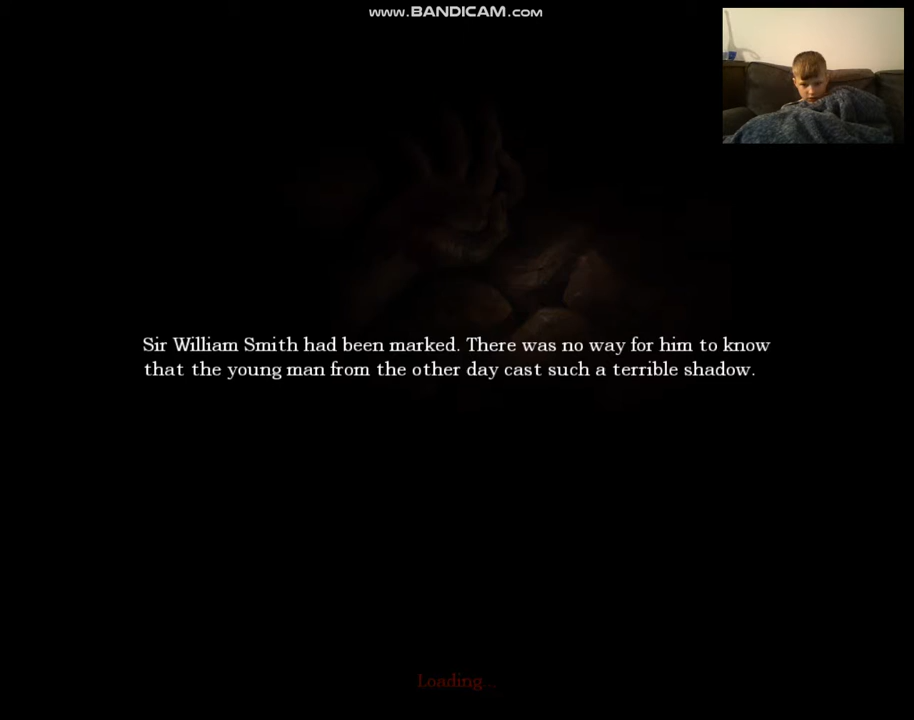 www.BANDICAM.com
Sir William Smith had been marked. There was no way for him to know
that the young man from the other day cast such a terrible shadow.
Loading...